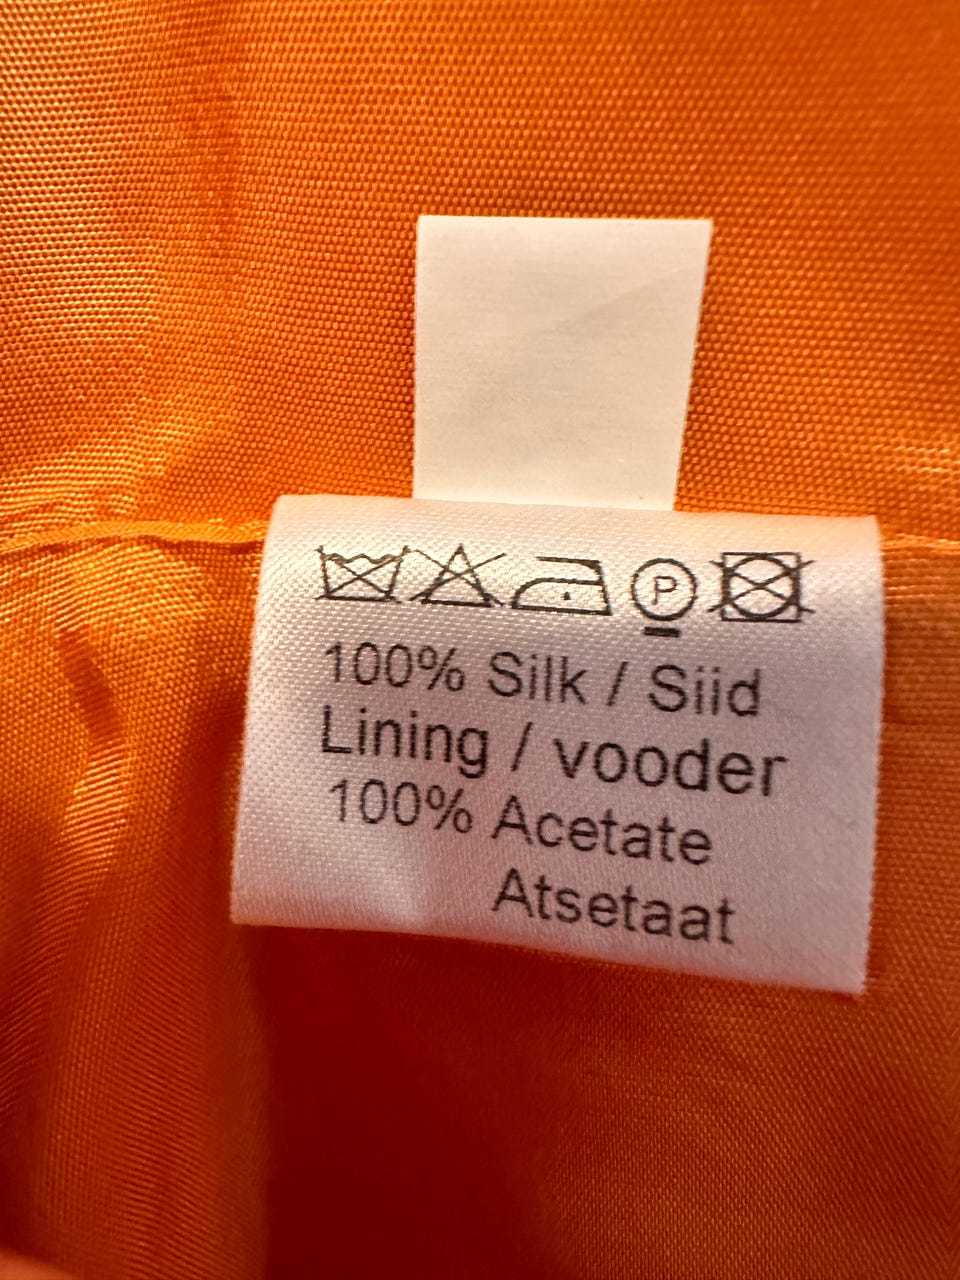 P
100% Silk / Siid
Lining / vooder
100% Acetate
Atsetaat